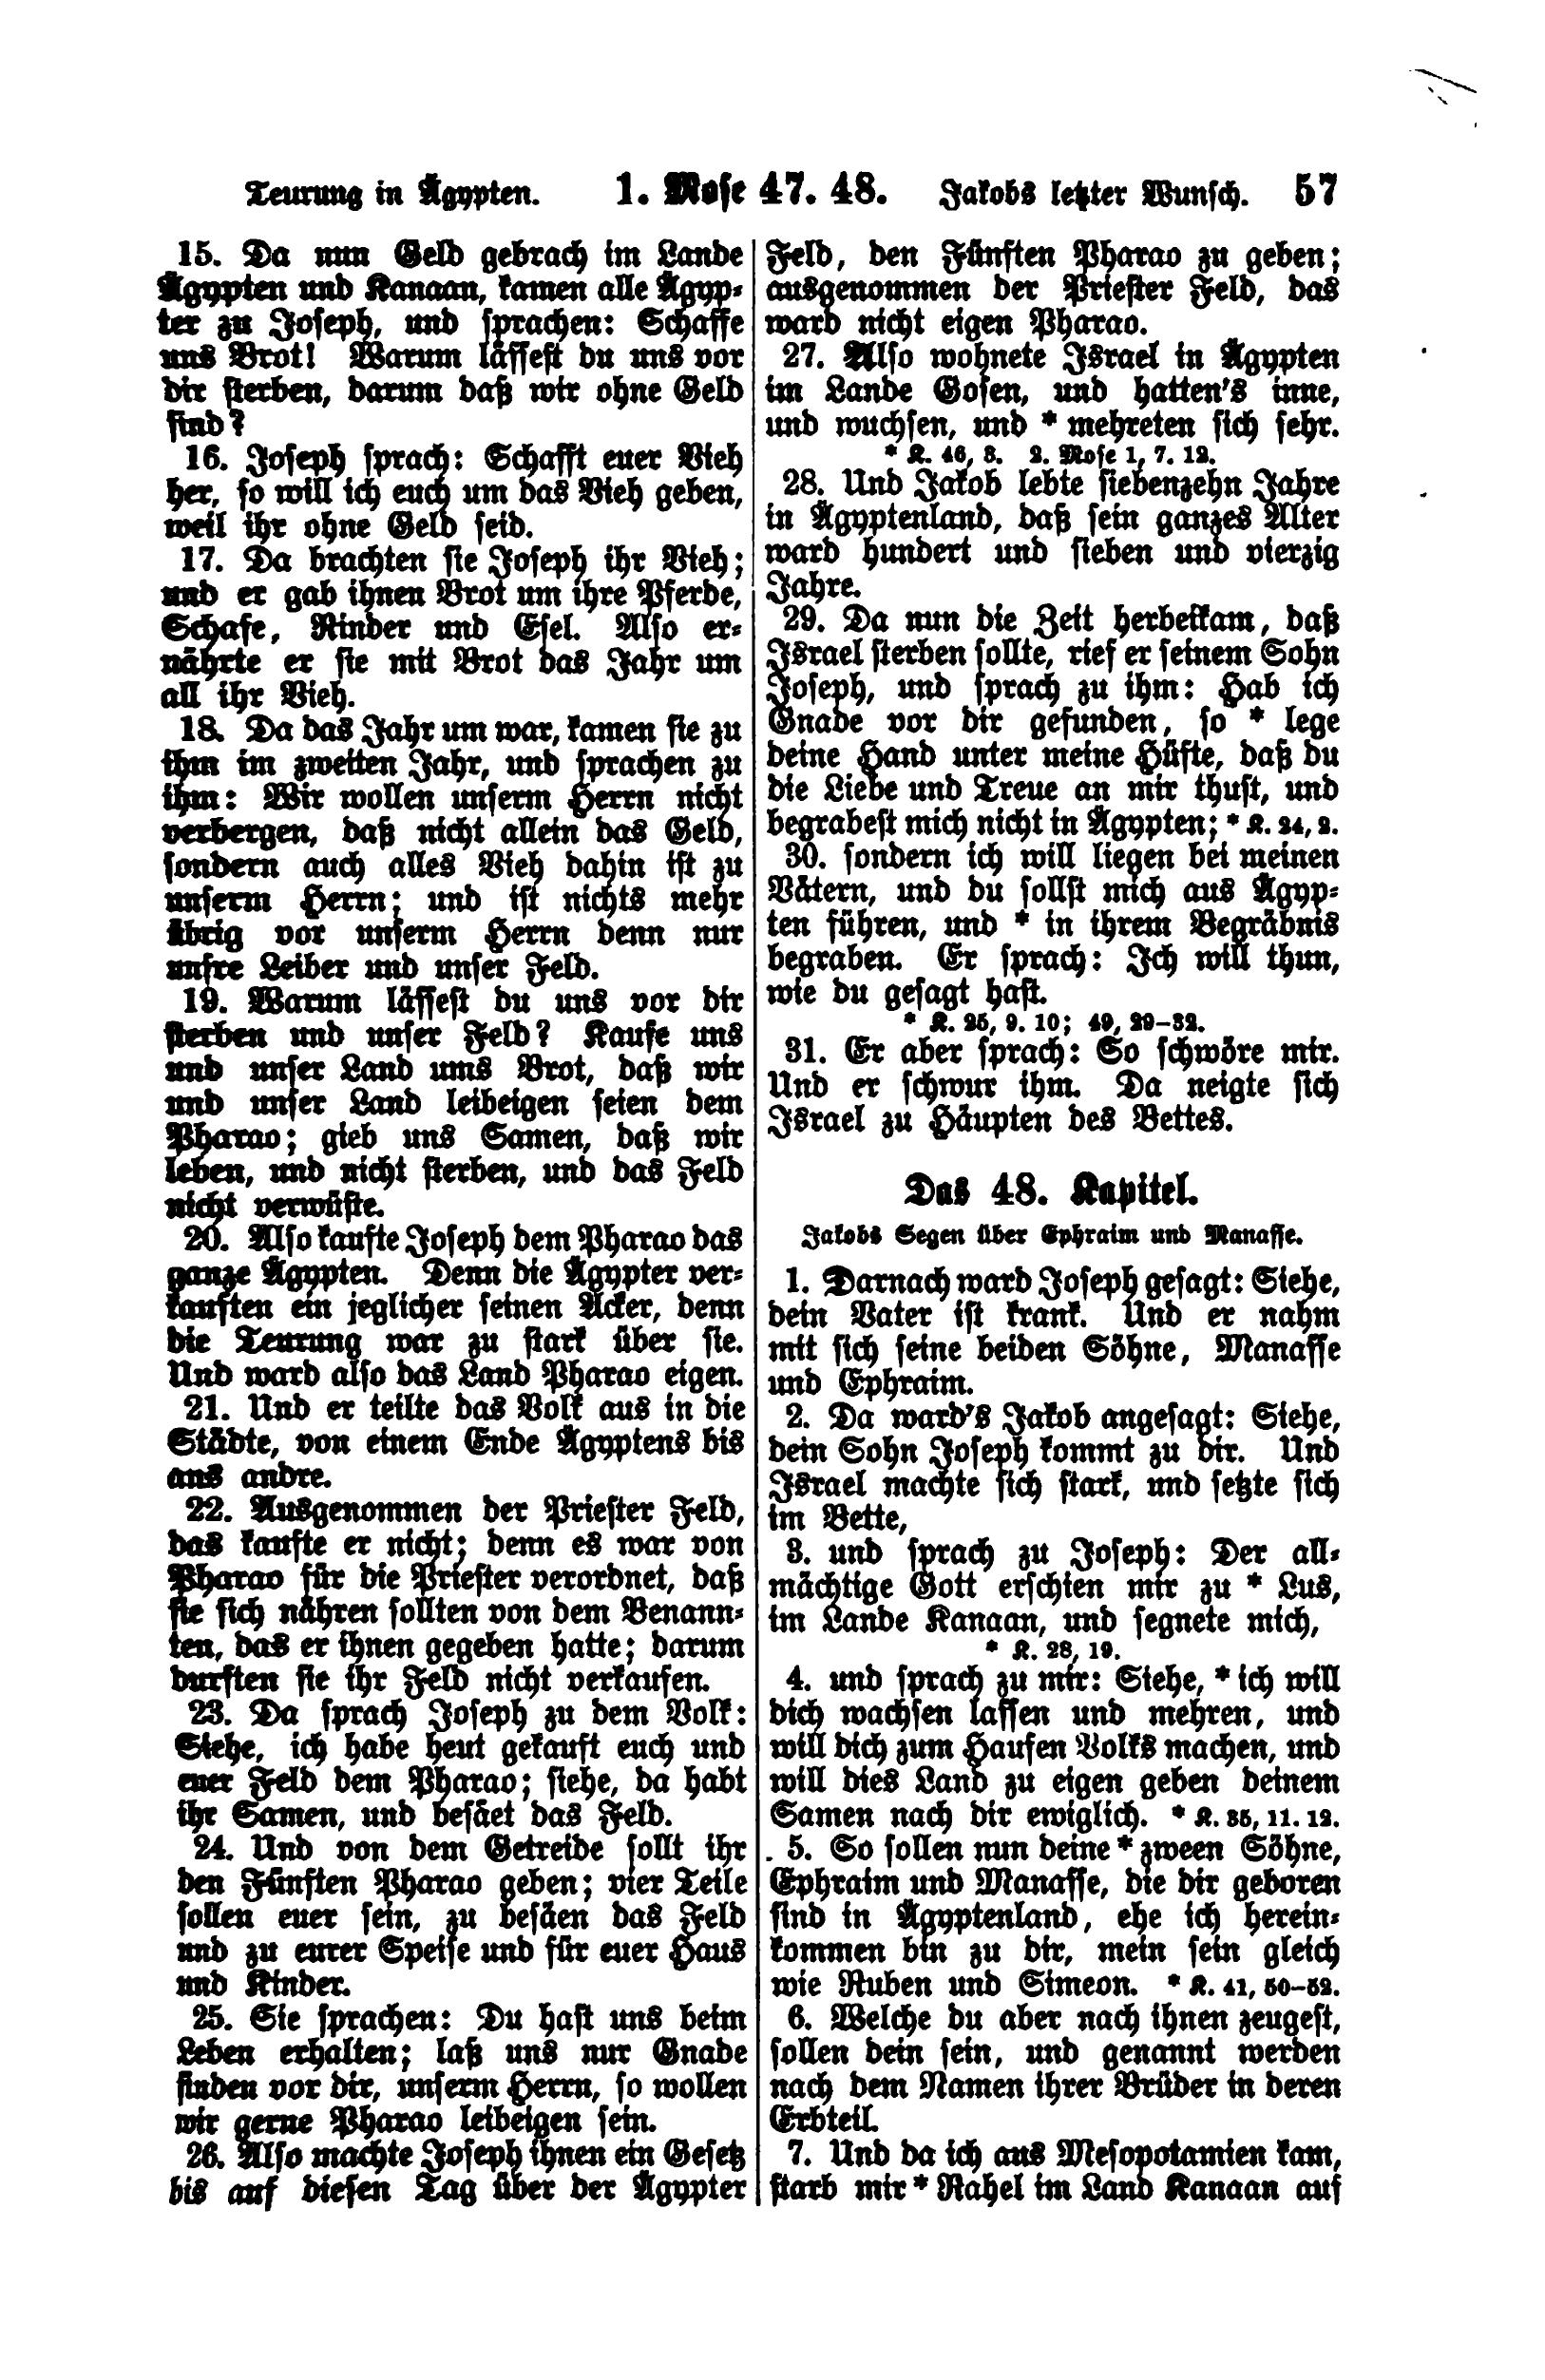 Teurung in Ägypten. 1. Mose 47. 48. Jakobs letzter Wunsch. 57
15. Da nun Geld gebrach im Lande
Ägypten und Kanaan, kamen alle Ägyp-
ter zu Joseph, und sprachen: Schaffe
uns Brot! Warum lässest du uns vor
dir sterben, darum daß wir ohne Geld
sind?
16. Joseph sprach: Schafft euer Vieh
her, so will ich euch um das Vieh geben,
weil ihr ohne Geld seid.
17. Da brachten sie Joseph ihr Vieh;
und er gab ihnen Brot um ihre Pferde,
Schafe, Rinder und Esel. Also er-
nährte er sie mit Brot das Jahr um
all ihr Vieh.
18. Da das Jahr um war, kamen sie zu
ihm im zweiten Jahr, und sprachen zu
ihm: Wir wollen unserm Herrn nicht
verbergen, daß nicht allein das Geld,
sondern auch alles Vieh dahin ist zu
unserm Herrn; und ist nichts mehr
übrig vor unserm Herrn denn nur
unsre Leiber und unser Feld.
19. Warum lässest du uns vor dir
sterben und unser Feld? Kaufe uns
und unser Land ums Brot, daß wir
und unser Land leibeigen seien dem
Pharao; gieb uns Samen, daß wir
leben, und nicht sterben, und das Feld
nicht verwüste.
20. Also kaufte Joseph dem Pharao das
ganze Ägypten. Denn die Ägypter ver-
kauften ein jeglicher seinen Acker, denn
die Teurung war zu stark über sie.
Und ward also das Land Pharao eigen.
21. Und er teilte das Volk aus in die
Städte, von einem Ende Ägyptens bis
ans andre.
22. Ausgenommen der Priester Feld,
das kaufte er nicht; denn es war von
Pharao für die Priester verordnet, daß
sie sich nähren sollten von dem Benann-
ten, das er ihnen gegeben hatte; darum
durften sie ihr Feld nicht verkaufen.
23. Da sprach Joseph zu dem Volk:
Siehe, ich habe heut gekauft euch und
euer Feld dem Pharao; siehe, da habt
ihr Samen, und besäet das Feld.
24. Und von dem Getreide sollt ihr
den Fünften Pharao geben; vier Teile
sollen euer sein, zu besäen das Feld
und zu eurer Speise und für euer Haus
und Kinder.
25. Sie sprachen: Du hast uns beim
Leben erhalten; laß uns nur Gnade
finden vor dir, unserm Herrn, so wollen
wir gerne Pharao leibeigen sein.
26. Also machte Joseph ihnen ein Gesetz
bis auf diesen Tag über der Ägypter
Feld, den Fünften Pharao zu geben;
ausgenommen der Priester Feld, das
ward nicht eigen Pharao.
27. Also wohnete Israel in Ägypten
im Lande Gosen, und hatten's inne,
und wuchsen, und * mehreten sich sehr.
* K. 46, 3. 2. Mose 1, 7. 12.
28. Und Jakob lebte siebenzehn Jahre
in Ägyptenland, daß sein ganzes Alter
ward hundert und sieben und vierzig
Jahre.
29. Da nun die Zeit herbeikam, daß
Israel sterben sollte, rief er seinem Sohn
Joseph, und sprach zu ihm: Hab ich
Gnade vor dir gefunden, so * lege
deine Hand unter meine Hüfte, daß du
die Liebe und Treue an mir thust, und
begrabest mich nicht in Ägypten; * K. 24, 2.
30. sondern ich will liegen bei meinen
Vätern, und du sollst mich aus Ägyp-
ten führen, und * in ihrem Begräbnis
begraben. Er sprach: Ich will thun,
wie du gesagt hast.
* K. 25, 9. 10; 49, 29–32.
31. Er aber sprach: So schwöre mir.
Und er schwur ihm. Da neigte sich
Israel zu Häupten des Bettes.
Das 48. Kapitel.
Jakobs Segen über Ephraim und Manasse.
1. Darnach ward Joseph gesagt: Siehe,
dein Vater ist krank. Und er nahm
mit sich seine beiden Söhne, Manasse
und Ephraim.
2. Da ward's Jakob angesagt: Siehe,
dein Sohn Joseph kommt zu dir. Und
Israel machte sich stark, und setzte sich
im Bette,
3. und sprach zu Joseph: Der all-
mächtige Gott erschien mir zu * Lus,
im Lande Kanaan, und segnete mich,
* K. 28, 19.
4. und sprach zu mir: Siehe, * ich will
dich wachsen lassen und mehren, und
will dich zum Haufen Volks machen, und
will dies Land zu eigen geben deinem
Samen nach dir ewiglich. * K. 35, 11. 12.
5. So sollen nun deine * zween Söhne,
Ephraim und Manasse, die dir geboren
sind in Ägyptenland, ehe ich herein-
kommen bin zu dir, mein sein gleich
wie Ruben und Simeon. * K. 41, 50–52.
6. Welche du aber nach ihnen zeugest,
sollen dein sein, und genannt werden
nach dem Namen ihrer Brüder in deren
Erbteil.
7. Und da ich aus Mesopotamien kam,
starb mir * Rahel im Land Kanaan auf